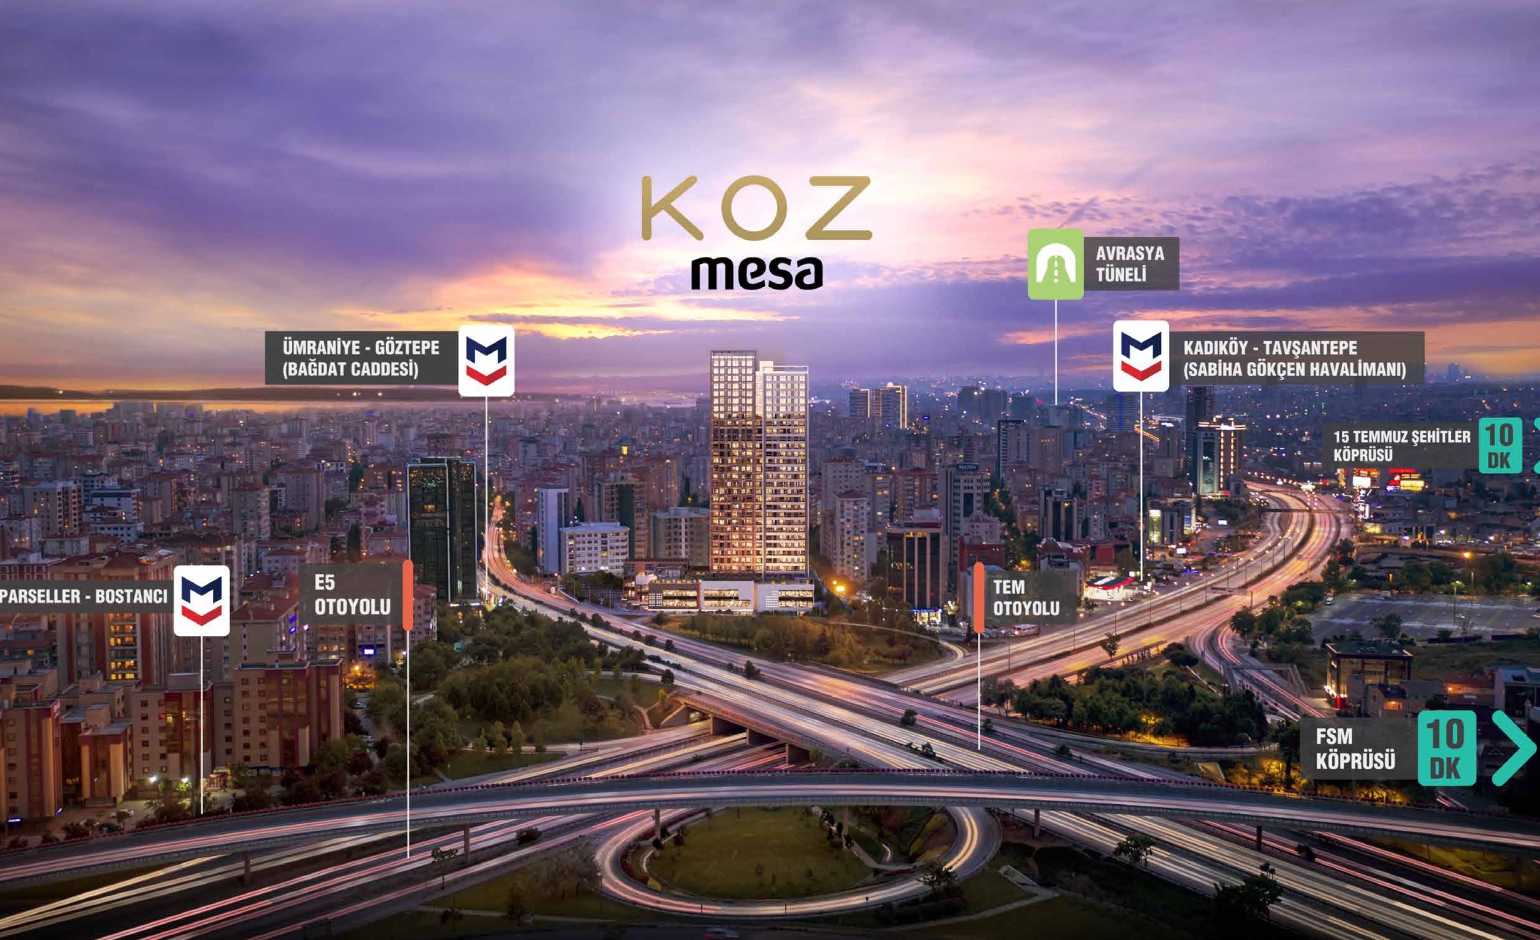 KOZ
mesa
AVRASYA
TÜNELİ
ÜMRANİYE - GÖZTEPE
(BAĞDAT CADDESİ)
KADIKÖY - TAVŞANTEPE
(SABİHA GÖKÇEN HAVALİMANI)
15 TEMMUZ ŞEHİTLER
KÖPRÜSÜ
10
DK
PARSELLER - BOSTANCI
E5
OTOYOLU
TEM
OTOYOLU
FSM
KÖPRÜSÜ
10
DK